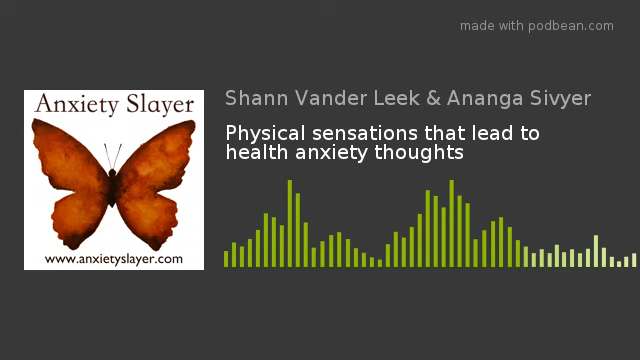 made with podbean.com
Anxiety Slayer
www.anxietyslayer.com
Shann Vander Leek & Ananga Sivyer
Physical sensations that lead to
health anxiety thoughts